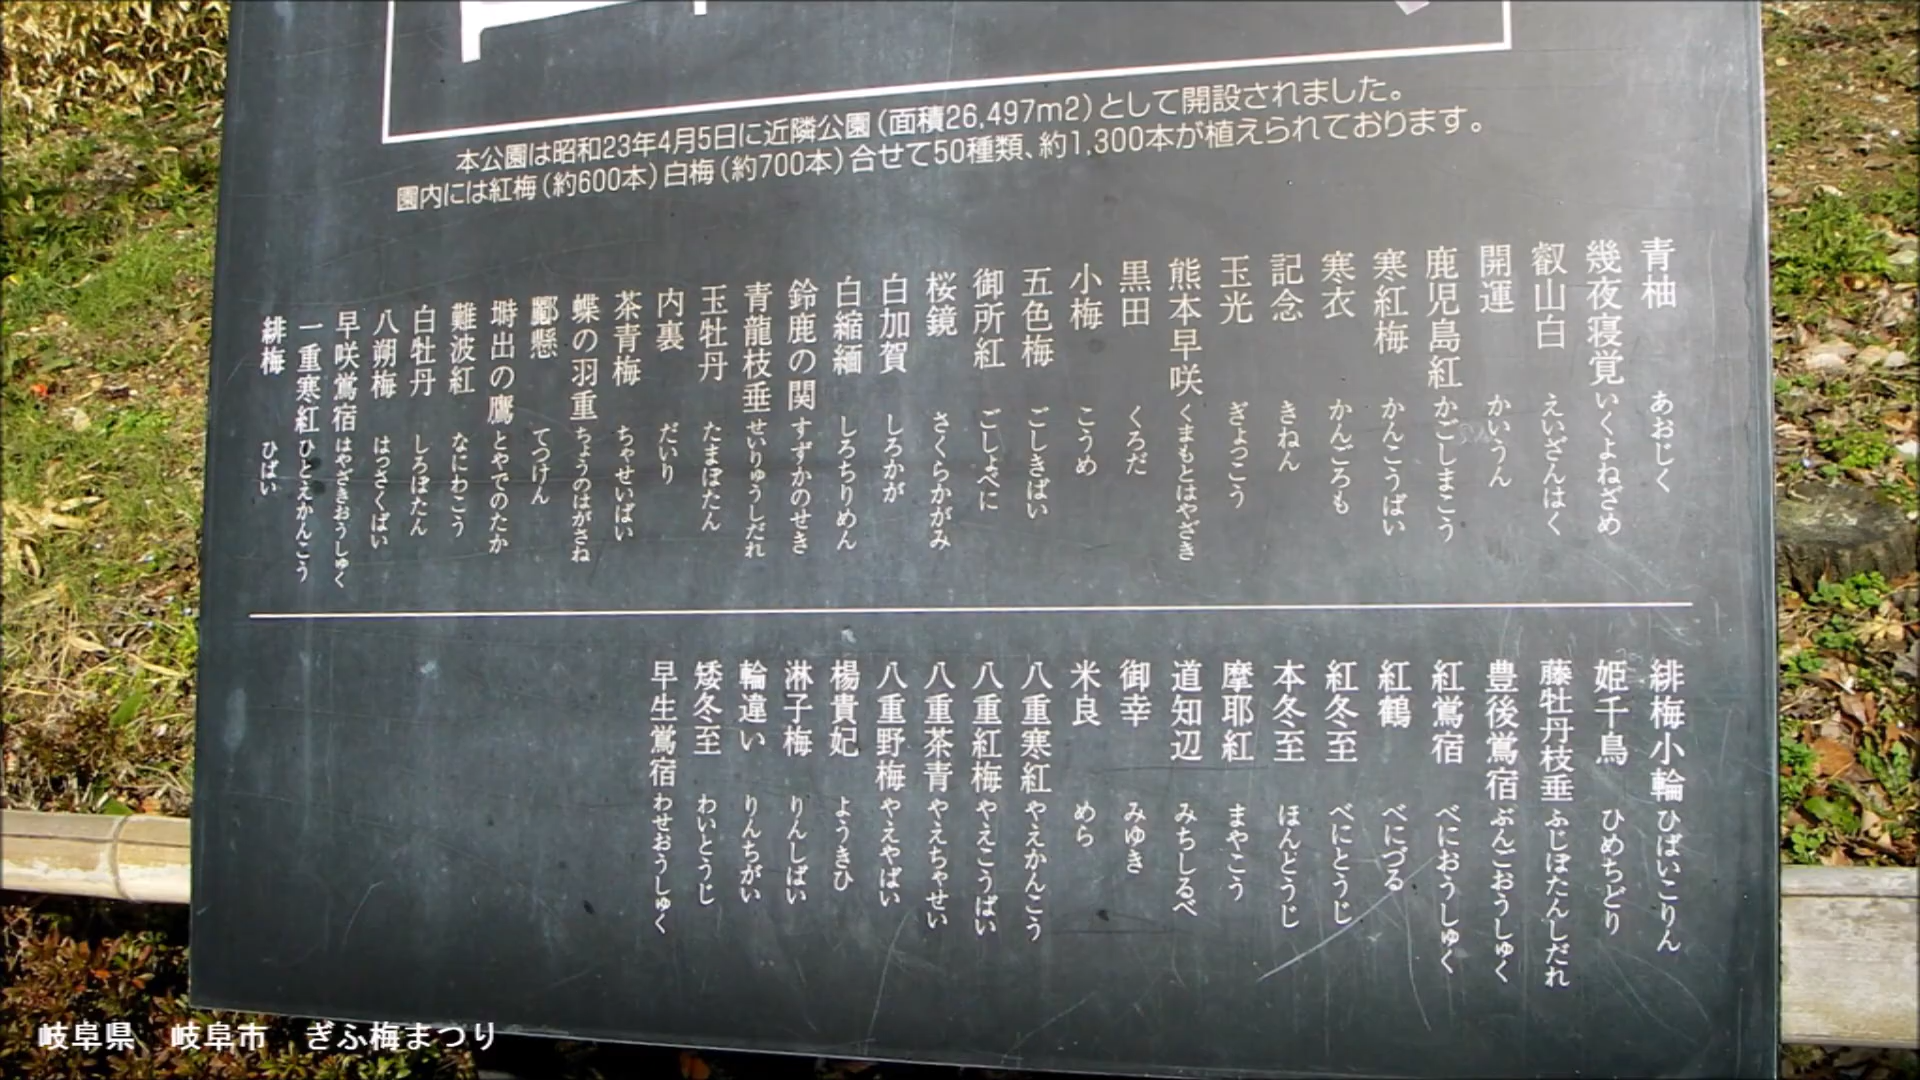 本公園は昭和23年4月5日に近隣公園(面積26,497m2)として開設されました。
園内には紅梅(約600本)白梅(約700本)合せて50種類、約1,300本が植えられております。
青柚 あおじく
幾夜寝覚 いくよねざめ
叡山白 えいざんはく
開運 かいうん
鹿児島紅 かごしまこう
寒紅梅 かんこうばい
寒衣 かんごろも
記念 きねん
玉光 ぎょっこう
熊本早咲 くまもとはやざき
黒田 くろだ
小梅 こうめ
五色梅 ごしきばい
御所紅 ごしょべに
桜鏡 さくらかがみ
白加賀 しろかが
白縮緬 しろちりめん
鈴鹿の関 すずかのせき
青龍枝垂 せいりゅうしだれ
玉牡丹 たまぼたん
内裏 だいり
茶青梅 ちゃせいばい
蝶の羽重 ちょうのはがさね
懸 てつけん
塒出の鷹 とやでのたか
難波紅 なにわこう
白牡丹 しろぼたん
八朔梅 はっさくばい
早咲鴬宿 はやざきおうしゅく
一重寒紅 ひとえかんこう
緋梅 ひばい
緋梅小輪 ひばいこりん
姫千鳥 ひめちどり
藤牡丹枝垂 ふじぼたんしだれ
豊後鴬宿 ぶんごおうしゅく
紅鴬宿 べにおうしゅく
紅鶴 べにづる
紅冬至 べにとうじ
本冬至 ほんとうじ
摩耶紅 まやこう
道知辺 みちしるべ
御幸 みゆき
米良 めら
八重寒紅 やえかんこう
八重紅梅 やえこうばい
八重茶青 やえちゃせい
八重野梅 やえやばい
楊貴妃 ようきひ
淋子梅 りんしばい
輪違い りんちがい
矮冬至 わいとうじ
早生鴬宿 わせおうしゅく
岐阜県 岐阜市 ぎふ梅まつり